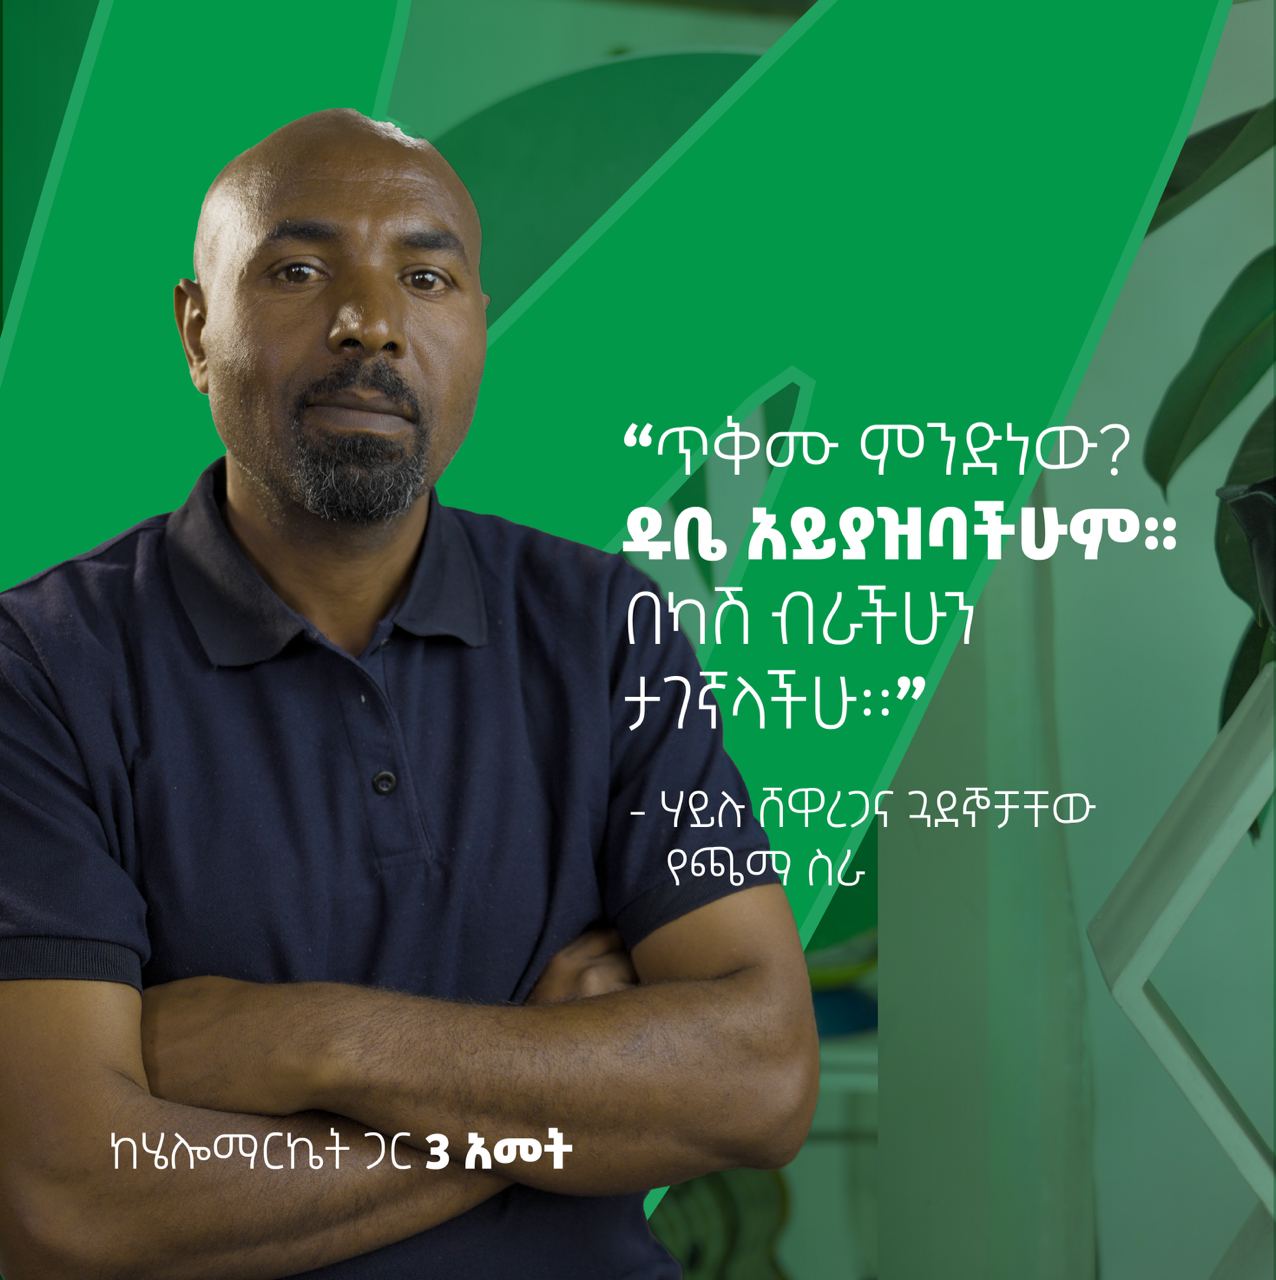 “ጥቅሙ ምንድነው?
ዱቤ አይያዝባችሁም።
በካሽ ብራችሁን
ታገኛላችሁ።”
- ሃይሉ ሸዋረጋና ጓደኞቻቸው
የጫማ ስራ
ከሄሎማርኬት ጋር 3 አመት